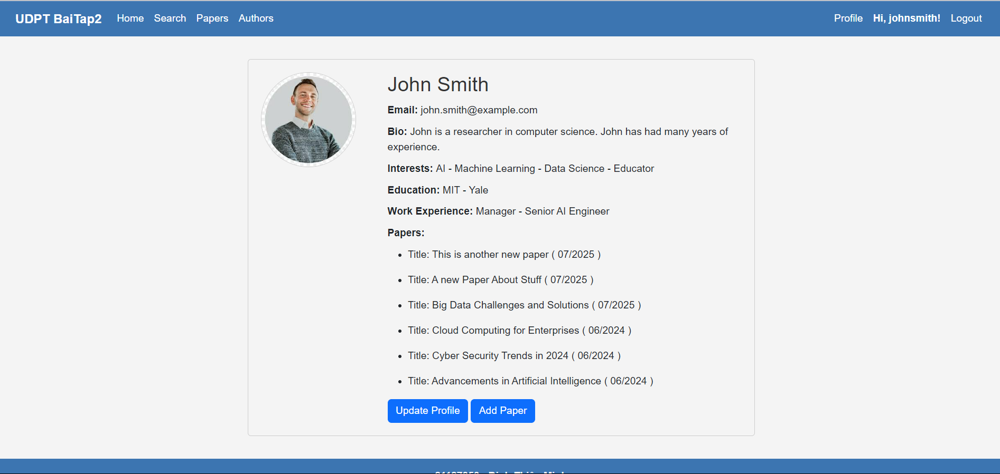 UDPT BaiTap2 Home Search Papers Authors Profile Hi, johnsmith! Logout
John Smith
Email: john.smith@example.com
Bio: John is a researcher in computer science. John has had many years of
experience.
Interests: AI - Machine Learning - Data Science - Educator
Education: MIT - Yale
Work Experience: Manager - Senior AI Engineer
Papers:
• Title: This is another new paper ( 07/2025 )
• Title: A new Paper About Stuff ( 07/2025 )
• Title: Big Data Challenges and Solutions ( 07/2025 )
• Title: Cloud Computing for Enterprises ( 06/2024 )
• Title: Cyber Security Trends in 2024 ( 06/2024 )
• Title: Advancements in Artificial Intelligence ( 06/2024 )
Update Profile Add Paper